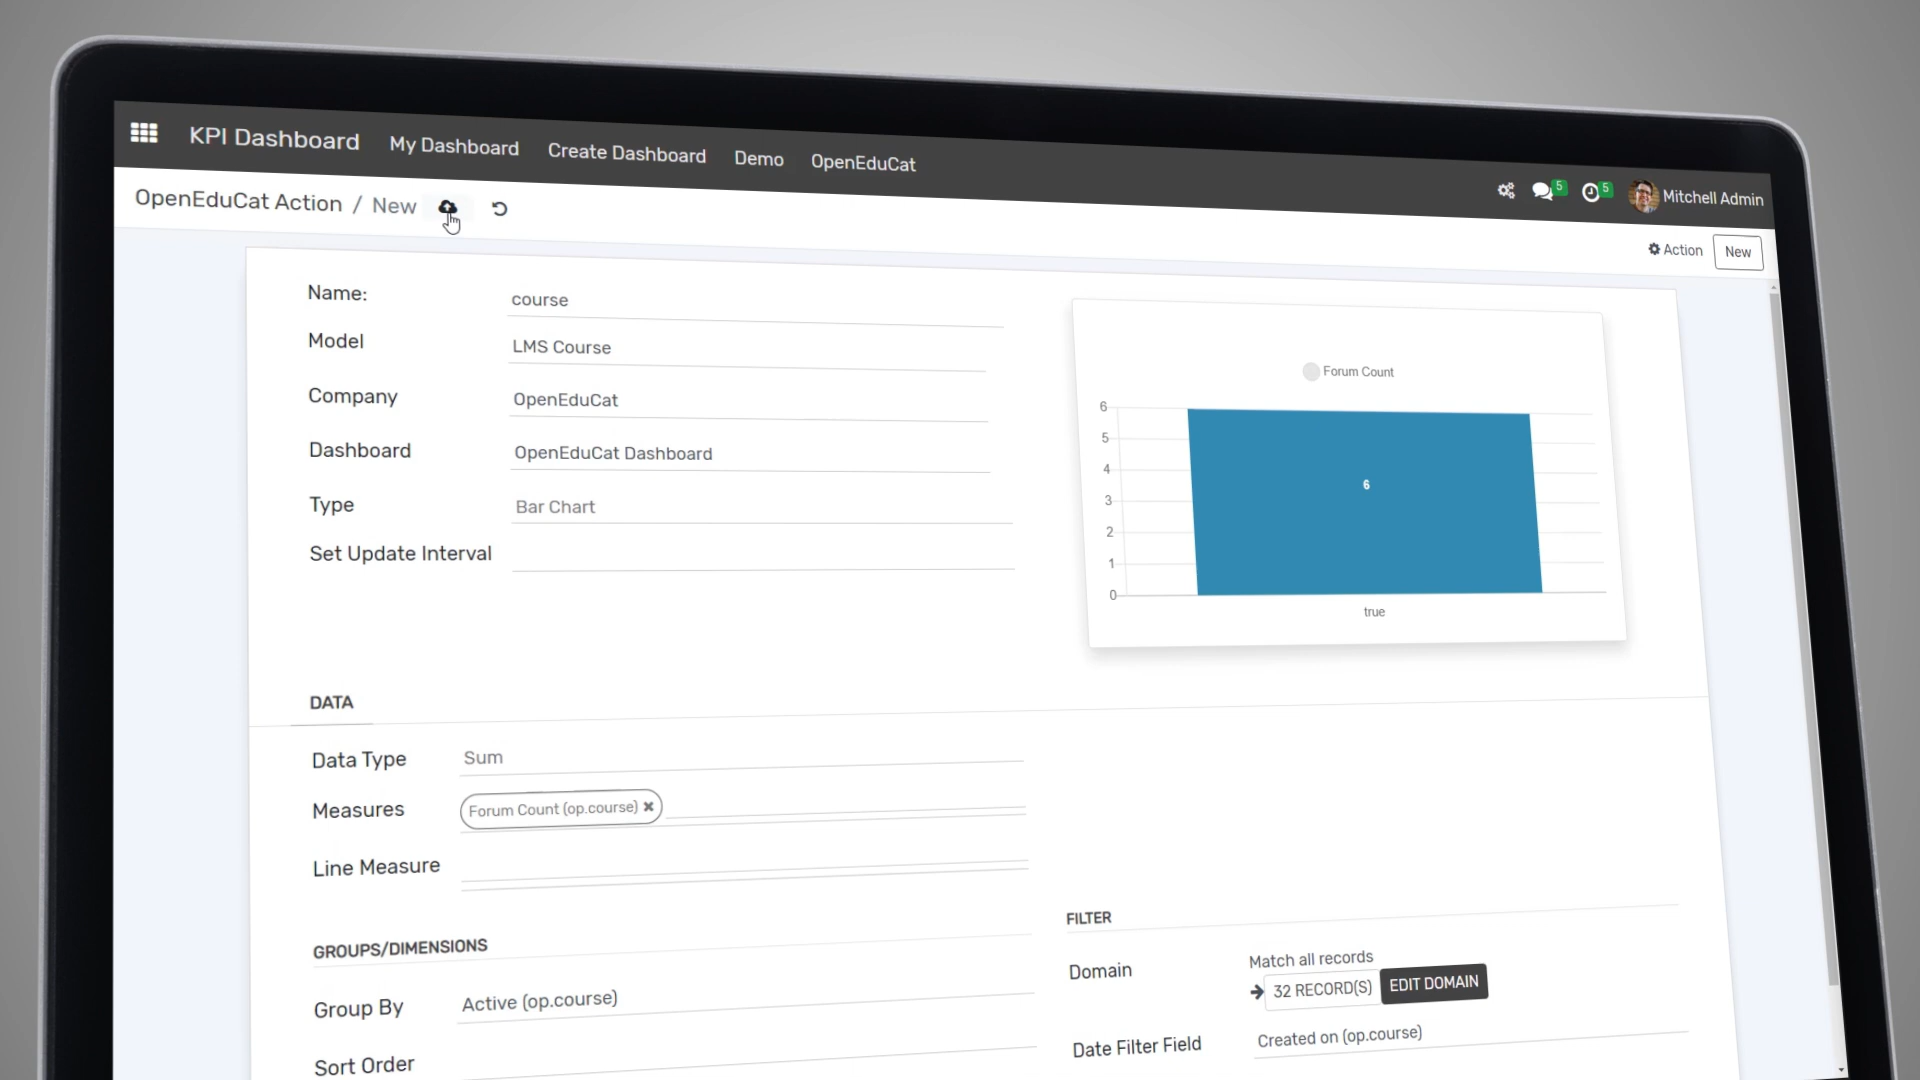 KPI Dashboard My Dashboard Create Dashboard Demo OpenEduCat
5 5 Mitchell Admin
OpenEduCat Action / New
Action New
Name: course
Model LMS Course
Company OpenEduCat
Dashboard OpenEduCat Dashboard
Type Bar Chart
Set Update Interval
Forum Count
6
5
4
3
2
1
0
6
true
DATA
Data Type Sum
Measures Forum Count (op.course)
Line Measure
GROUPS/DIMENSIONS
Group By Active (op.course)
Sort Order
FILTER
Domain Match all records
32 RECORD(S) EDIT DOMAIN
Date Filter Field Created on (op.course)